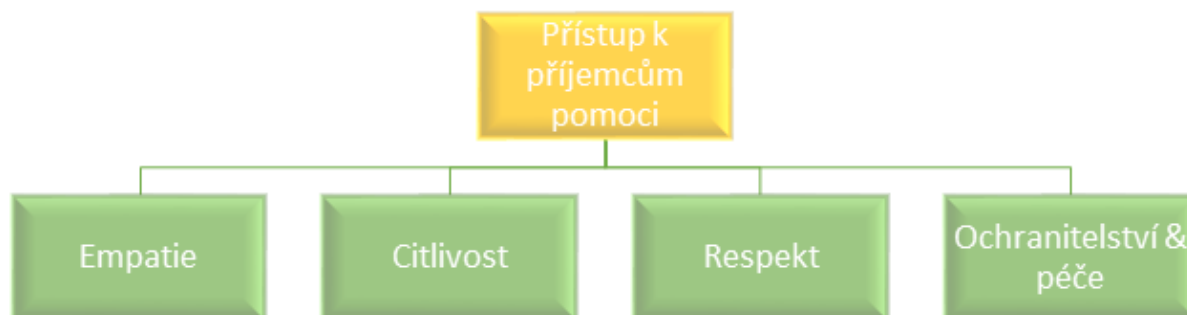 Přístup k
příjemcům
pomoci
Empatie
Citlivost
Respekt
Ochranitelství &
péče